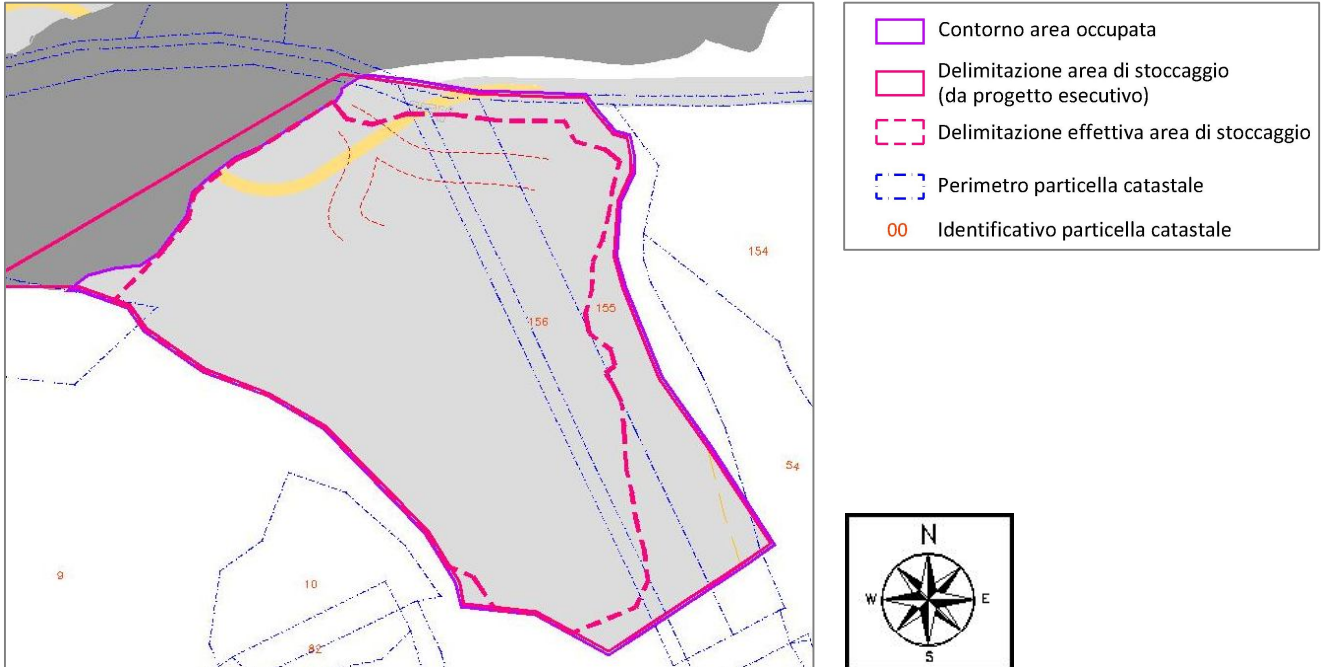 Contorno area occupata
Delimitazione area di stoccaggio
(da progetto esecutivo)
Delimitazione effettiva area di stoccaggio
Perimetro particella catastale
00 Identificativo particella catastale
154
155
156
54
9
10
82
N
W E
S